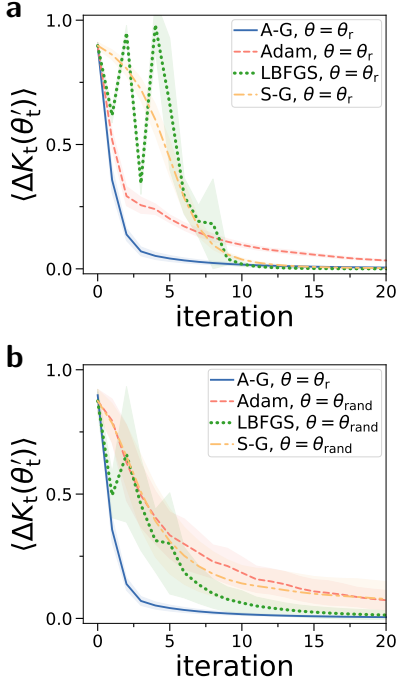 a
1.0
0.5
0.0
⟨ΔK_t(θ'_t)⟩
A-G, θ = θ_r
Adam, θ = θ_r
LBFGS, θ = θ_r
S-G, θ = θ_r
0 5 10 15 20
iteration
b
1.0
0.5
0.0
⟨ΔK_t(θ'_t)⟩
A-G, θ = θ_r
Adam, θ = θ_rand
LBFGS, θ = θ_rand
S-G, θ = θ_rand
0 5 10 15 20
iteration